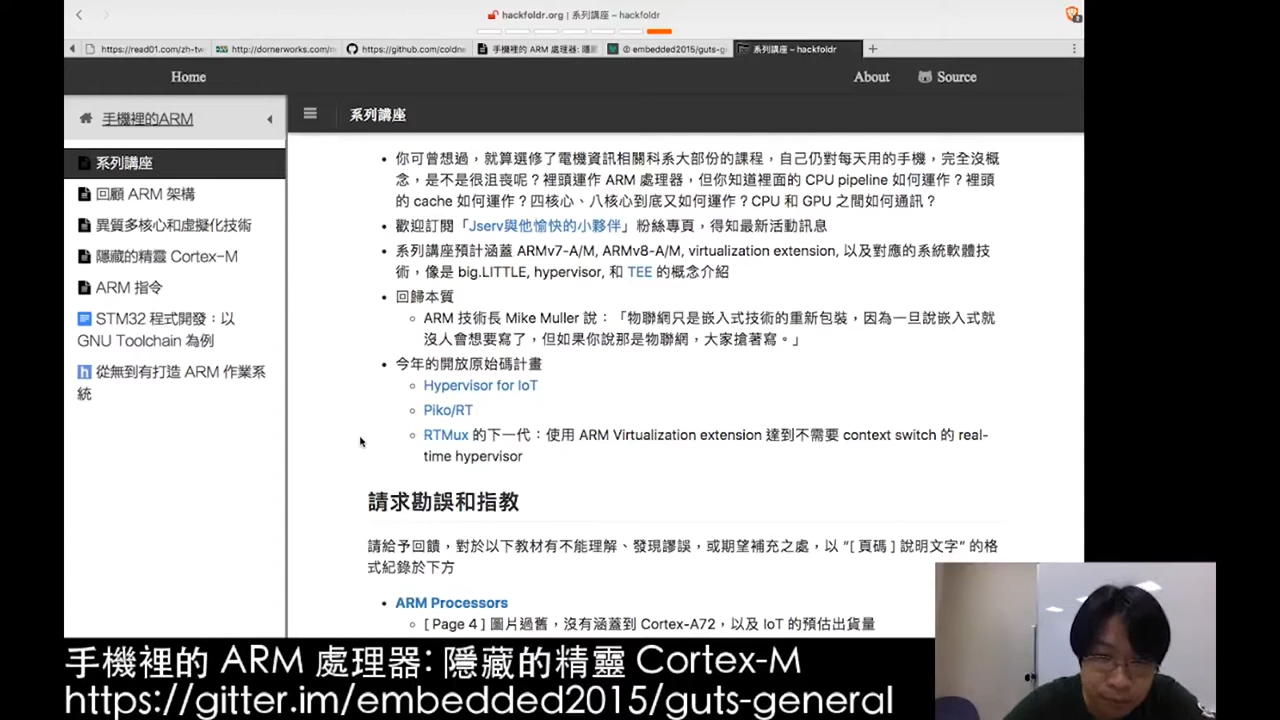 hackfoldr.org | 系列講座 – hackfoldr
https://read01.com/zh-tw
http://dornerworks.com/n
https://github.com/coldne
手機裡的 ARM 處理器: 隱
embedded2015/guts-g
系列講座 – hackfoldr
Home
About
Source
手機裡的ARM
系列講座
系列講座
回顧 ARM 架構
異質多核心和虛擬化技術
隱藏的精靈 Cortex-M
ARM 指令
STM32 程式開發：以
GNU Toolchain 為例
從無到有打造 ARM 作業系
統
你可曾想過，就算選修了電機資訊相關科系大部份的課程，自己仍對每天用的手機，完全沒概
念，是不是很沮喪呢？裡頭運作 ARM 處理器，但你知道裡面的 CPU pipeline 如何運作？裡頭
的 cache 如何運作？四核心、八核心到底又如何運作？CPU 和 GPU 之間如何通訊？
歡迎訂閱「Jserv與他愉快的小夥伴」粉絲專頁，得知最新活動訊息
系列講座預計涵蓋 ARMv7-A/M, ARMv8-A/M, virtualization extension, 以及對應的系統軟體技
術，像是 big.LITTLE, hypervisor, 和 TEE 的概念介紹
回歸本質
ARM 技術長 Mike Muller 說：「物聯網只是嵌入式技術的重新包裝，因為一旦說嵌入式就
沒人會想要寫了，但如果你說那是物聯網，大家搶著寫。」
今年的開放原始碼計畫
Hypervisor for IoT
Piko/RT
RTMux 的下一代：使用 ARM Virtualization extension 達到不需要 context switch 的 real-
time hypervisor
請求勘誤和指教
請給予回饋，對於以下教材有不能理解、發現謬誤，或期望補充之處，以 “[ 頁碼 ] 說明文字” 的格
式紀錄於下方
ARM Processors
[ Page 4 ] 圖片過舊，沒有涵蓋到 Cortex-A72，以及 IoT 的預估出貨量
手機裡的 ARM 處理器: 隱藏的精靈 Cortex-M
https://gitter.im/embedded2015/guts-general